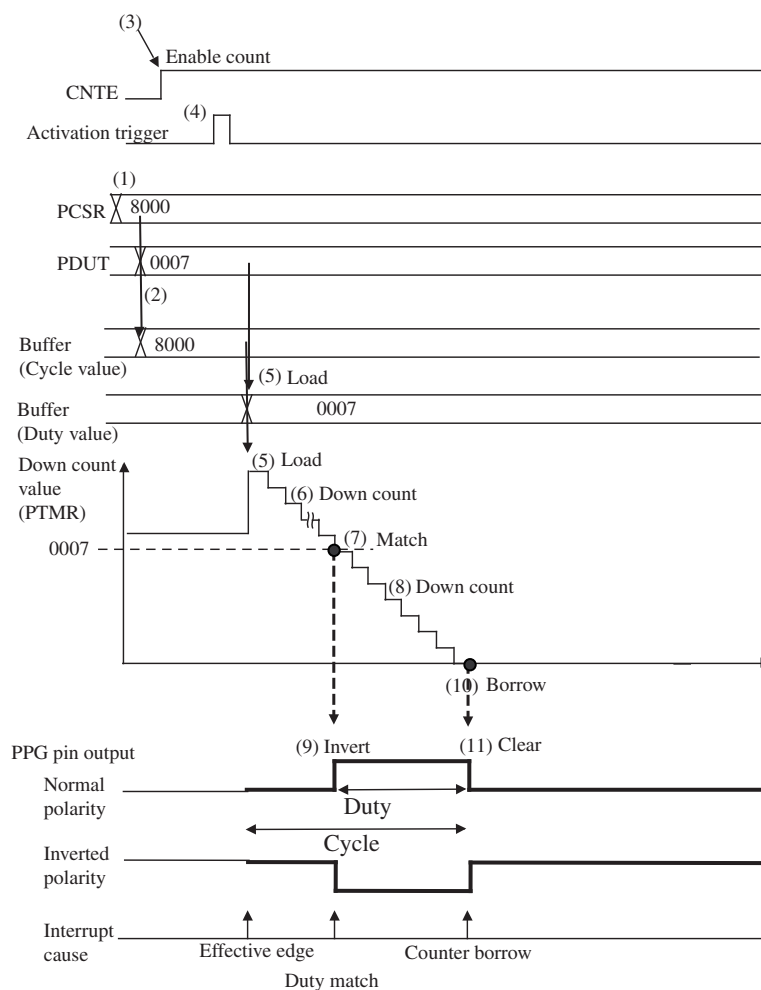 (3)
Enable count
CNTE
(4)
Activation trigger
(1)
PCSR
8000
PDUT
0007
(2)
Buffer
(Cycle value)
8000
(5) Load
Buffer
(Duty value)
0007
Down count
value
(PTMR)
(5) Load
(6) Down count
0007
(7) Match
(8) Down count
(10) Borrow
PPG pin output
(9) Invert
(11) Clear
Normal
polarity
Duty
Cycle
Inverted
polarity
Interrupt
cause
Effective edge
Counter borrow
Duty match